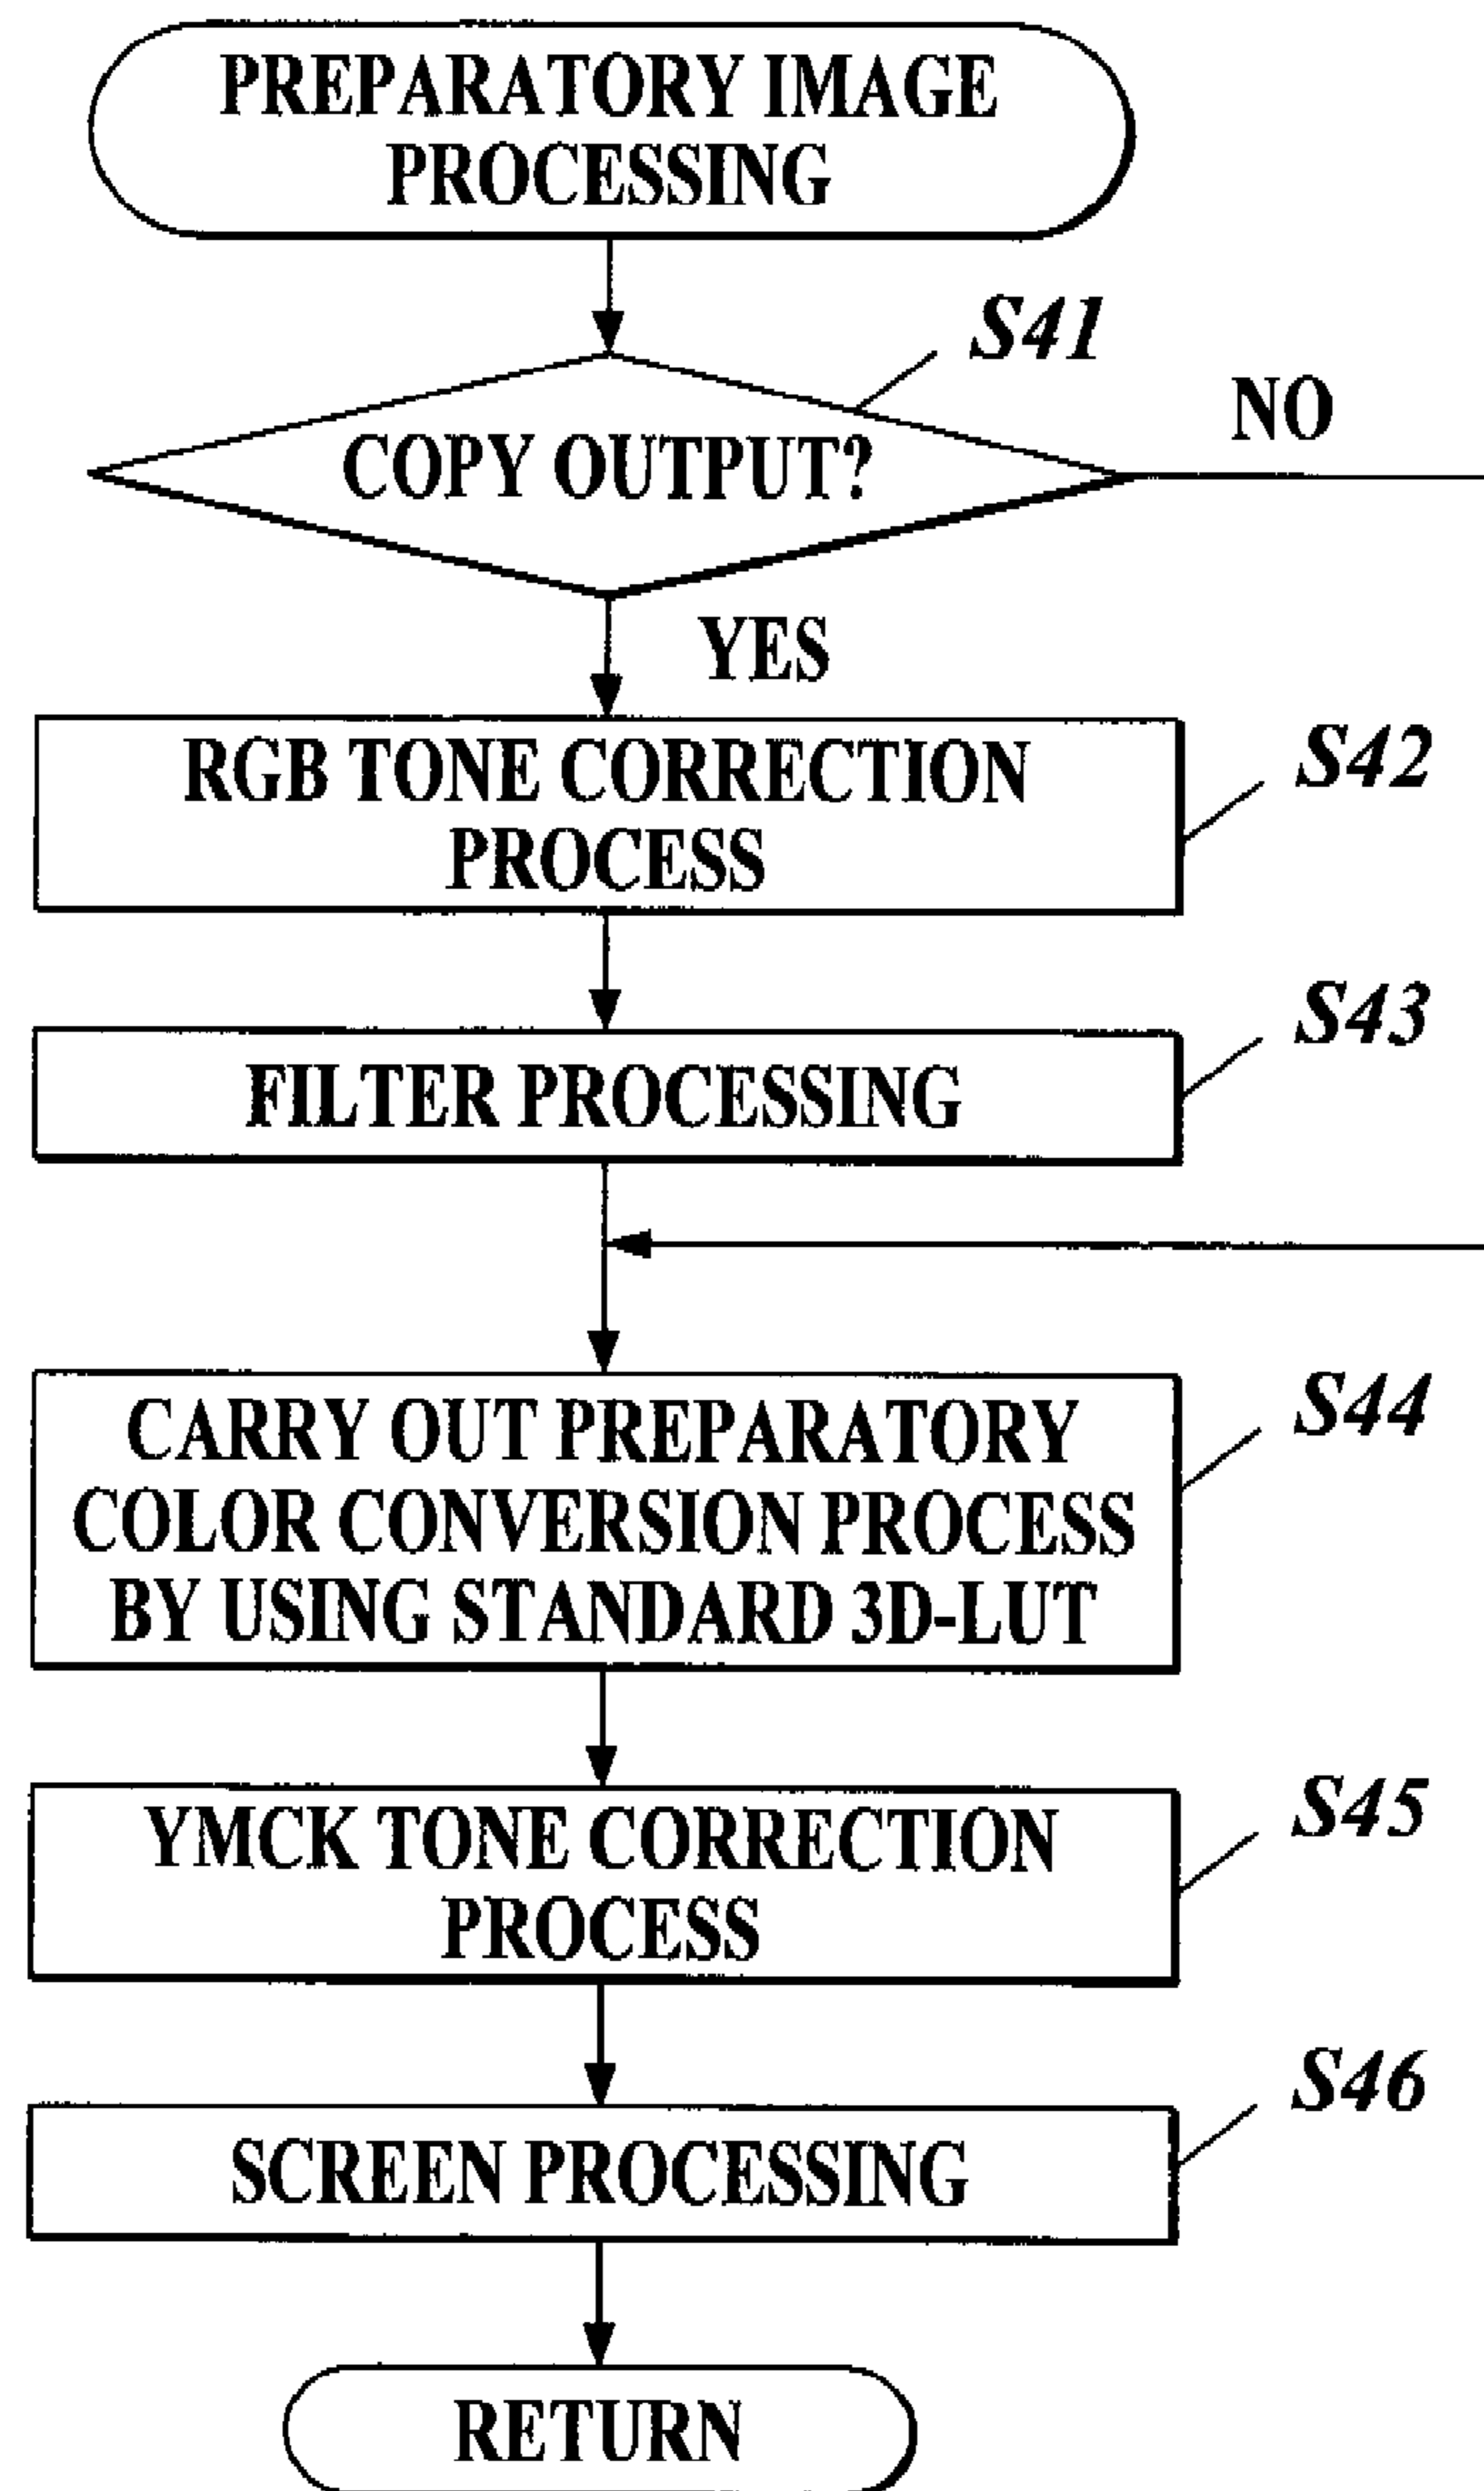 PREPARATORY IMAGE
PROCESSING
S41
NO
COPY OUTPUT?
YES
RGB TONE CORRECTION
PROCESS
S42
FILTER PROCESSING
S43
CARRY OUT PREPARATORY
COLOR CONVERSION PROCESS
BY USING STANDARD 3D-LUT
S44
YMCK TONE CORRECTION
PROCESS
S45
SCREEN PROCESSING
S46
RETURN